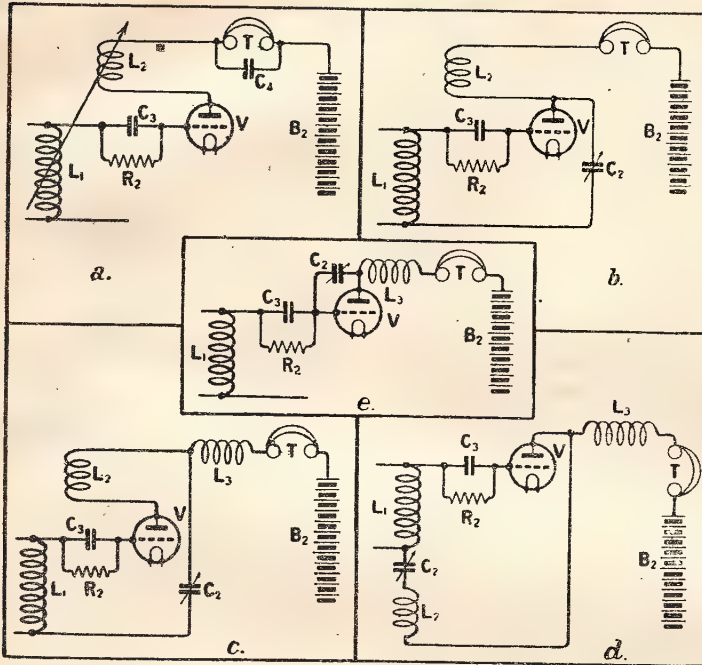 L₂ T C₄
C₃ V B₂
L₁ R₂
a.
L₂ T
C₃ V B₂
L₁ R₂ C₂
b.
C₂ L₃ T
C₃ V
L₁ R₂ B₂
e.
L₂ L₃ T
C₃ V B₂
L₁ R₂ C₂
c.
L₃
C₃ V T
L₁ R₂ B₂
C₂
L₂
d.